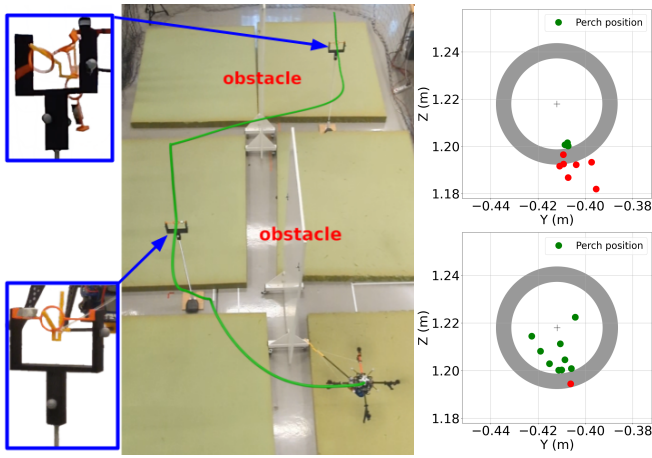 obstacle
obstacle
Perch position
1.24
1.22
1.20
1.18
Z (m)
−0.44
−0.42
−0.40
−0.38
Y (m)
Perch position
1.24
1.22
1.20
1.18
Z (m)
−0.44
−0.42
−0.40
−0.38
Y (m)